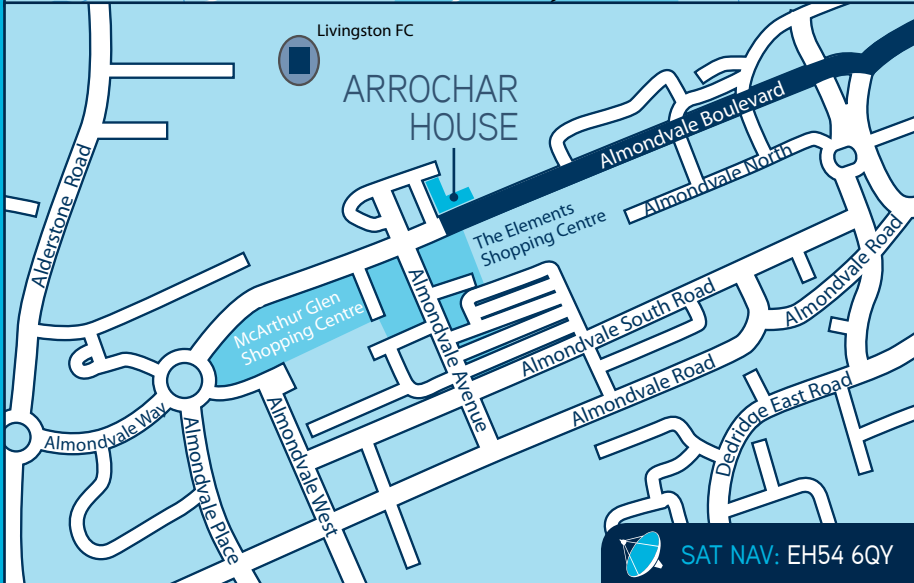 Livingston FC
ARROCHAR
HOUSE
Almondvale Boulevard
Almondvale North
Alderstone Road
The Elements
Shopping Centre
McArthur Glen
Shopping Centre
Almondvale Avenue
Almondvale South Road
Almondvale Road
Almondvale Road
Dedridge East Road
Almondvale Way
Almondvale Place
Almondvale West
SAT NAV: EH54 6QY